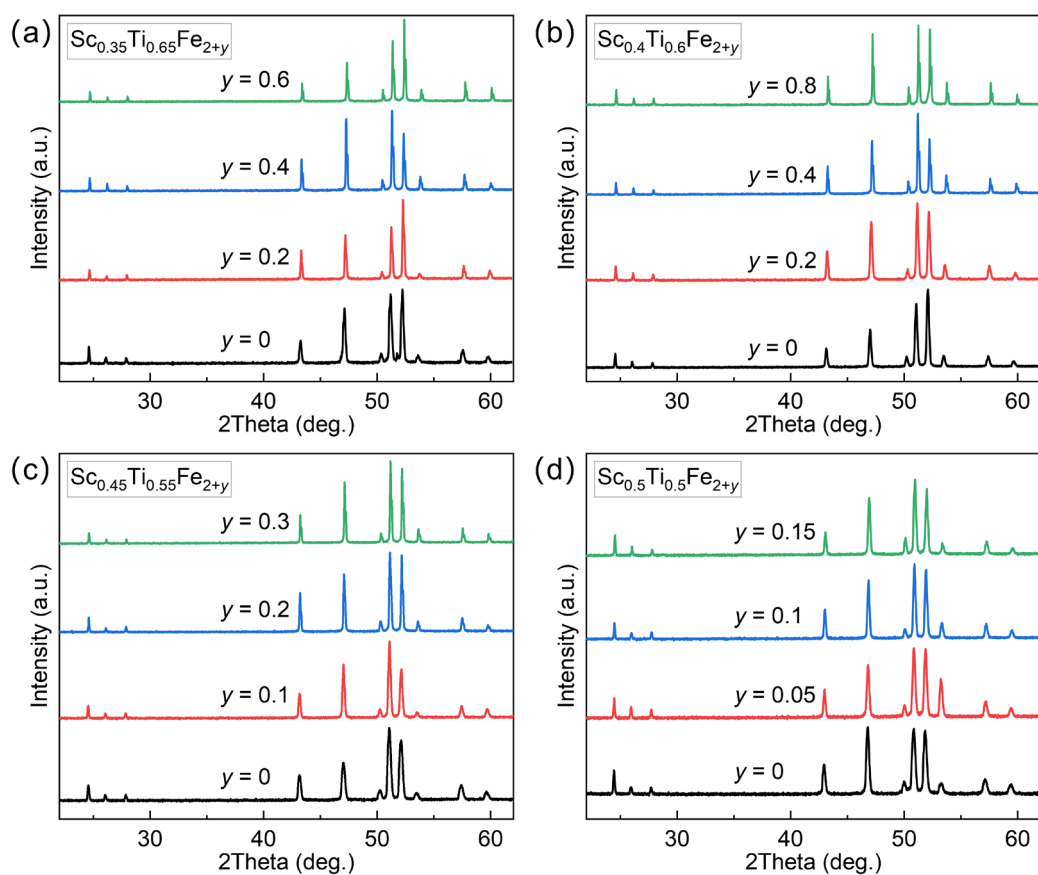 (a)
Sc0.35Ti0.65Fe2+y
y = 0.6
y = 0.4
y = 0.2
y = 0
Intensity (a.u.)
30 40 50 60
2Theta (deg.)
(b)
Sc0.4Ti0.6Fe2+y
y = 0.8
y = 0.4
y = 0.2
y = 0
Intensity (a.u.)
30 40 50 60
2Theta (deg.)
(c)
Sc0.45Ti0.55Fe2+y
y = 0.3
y = 0.2
y = 0.1
y = 0
Intensity (a.u.)
30 40 50 60
2Theta (deg.)
(d)
Sc0.5Ti0.5Fe2+y
y = 0.15
y = 0.1
y = 0.05
y = 0
Intensity (a.u.)
30 40 50 60
2Theta (deg.)